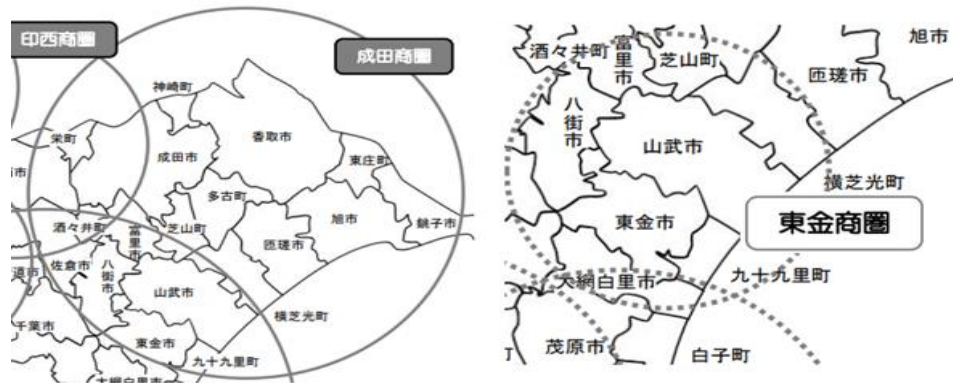 印西商圏
成田商圏
神崎町
栄町
成田市
香取市
東庄町
多古町
旭市
銚子市
酒々井町
富里市
芝山町
匝瑳市
佐倉市
八街市
山武市
横芝光町
千葉市
東金市
九十九里町
大網白里市
酒々井町
富里市
芝山町
旭市
匝瑳市
八街市
山武市
横芝光町
東金市
東金商圏
大網白里市
九十九里町
茂原市
白子町